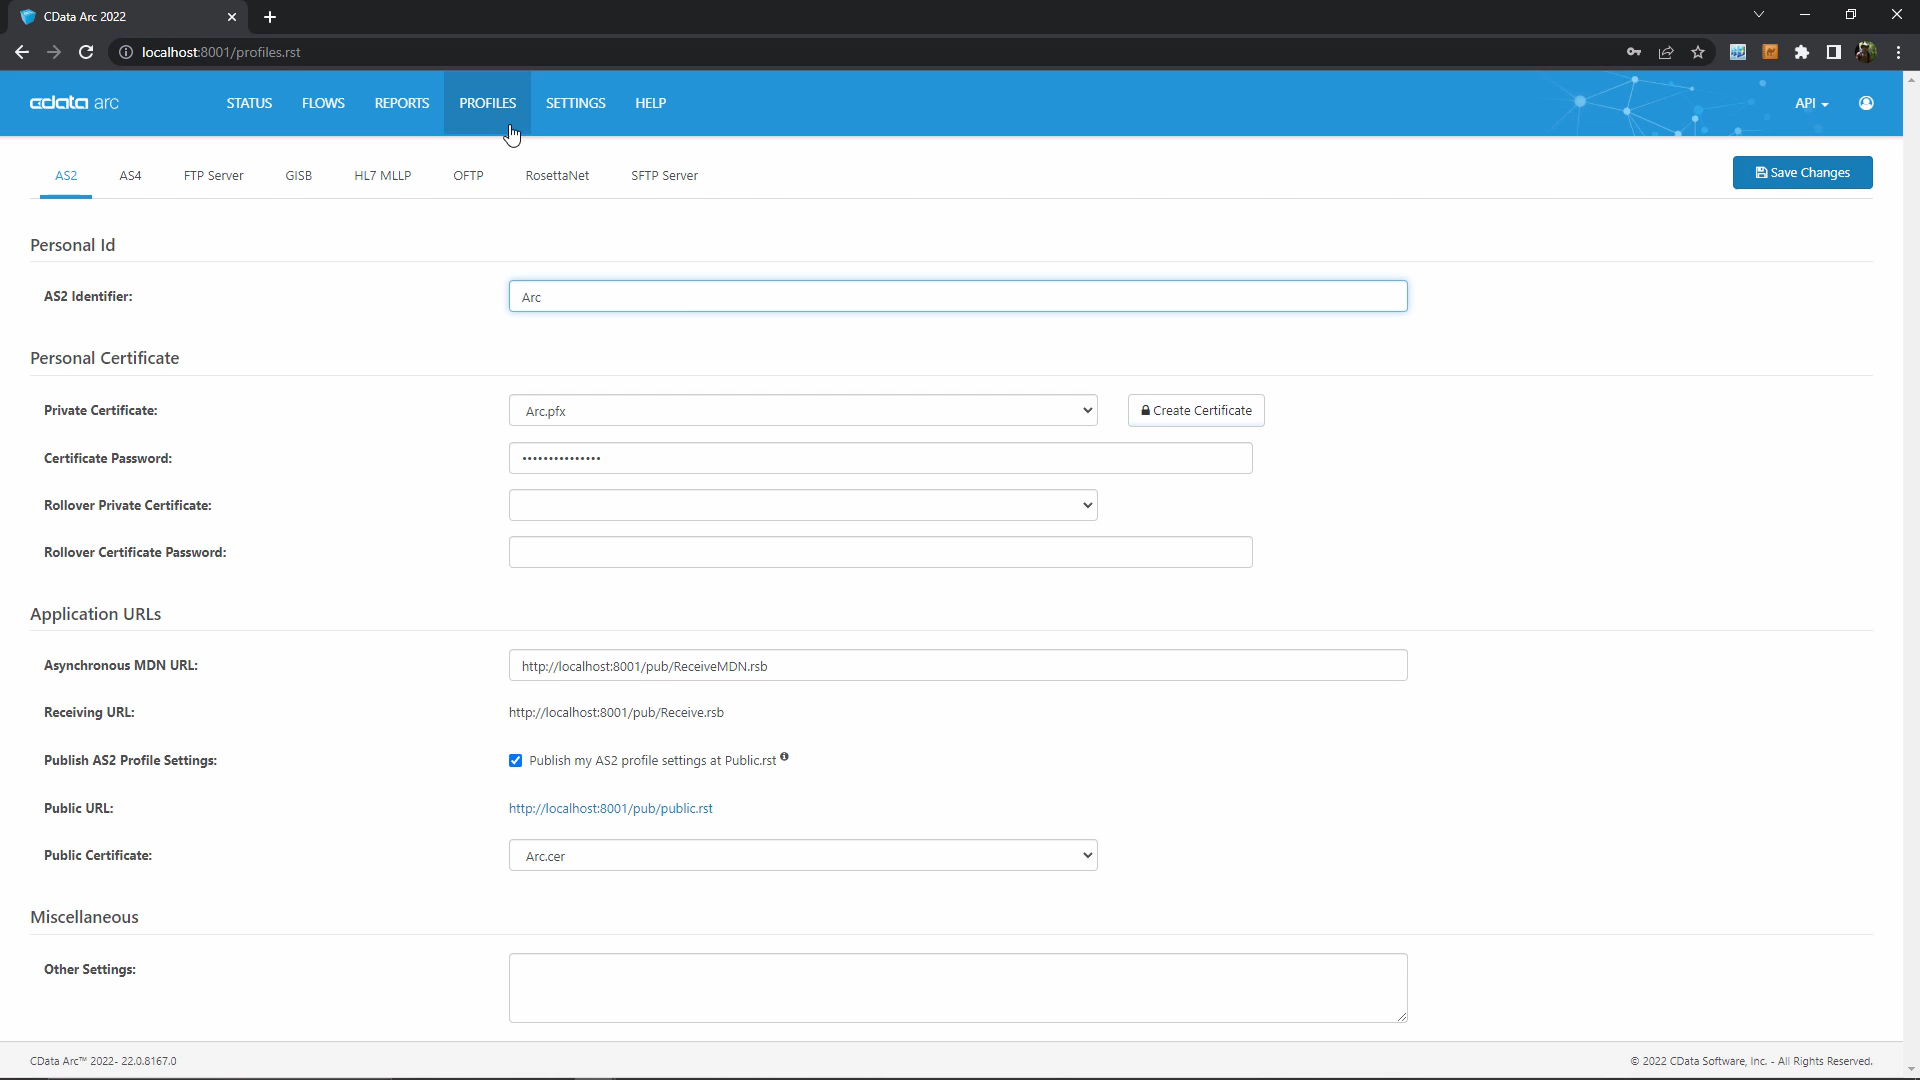 CData Arc 2022
localhost:8001/profiles.rst
cdata arc
STATUS FLOWS REPORTS PROFILES SETTINGS HELP API
AS2 AS4 FTP Server GISB HL7 MLLP OFTP RosettaNet SFTP Server Save Changes
Personal Id
AS2 Identifier: Arc
Personal Certificate
Private Certificate: Arc.pfx Create Certificate
Certificate Password: •••••••••••••••
Rollover Private Certificate:
Rollover Certificate Password:
Application URLs
Asynchronous MDN URL: http://localhost:8001/pub/ReceiveMDN.rsb
Receiving URL: http://localhost:8001/pub/Receive.rsb
Publish AS2 Profile Settings: Publish my AS2 profile settings at Public.rst
Public URL: http://localhost:8001/pub/public.rst
Public Certificate: Arc.cer
Miscellaneous
Other Settings:
CData Arc™ 2022- 22.0.8167.0 © 2022 CData Software, Inc. - All Rights Reserved.